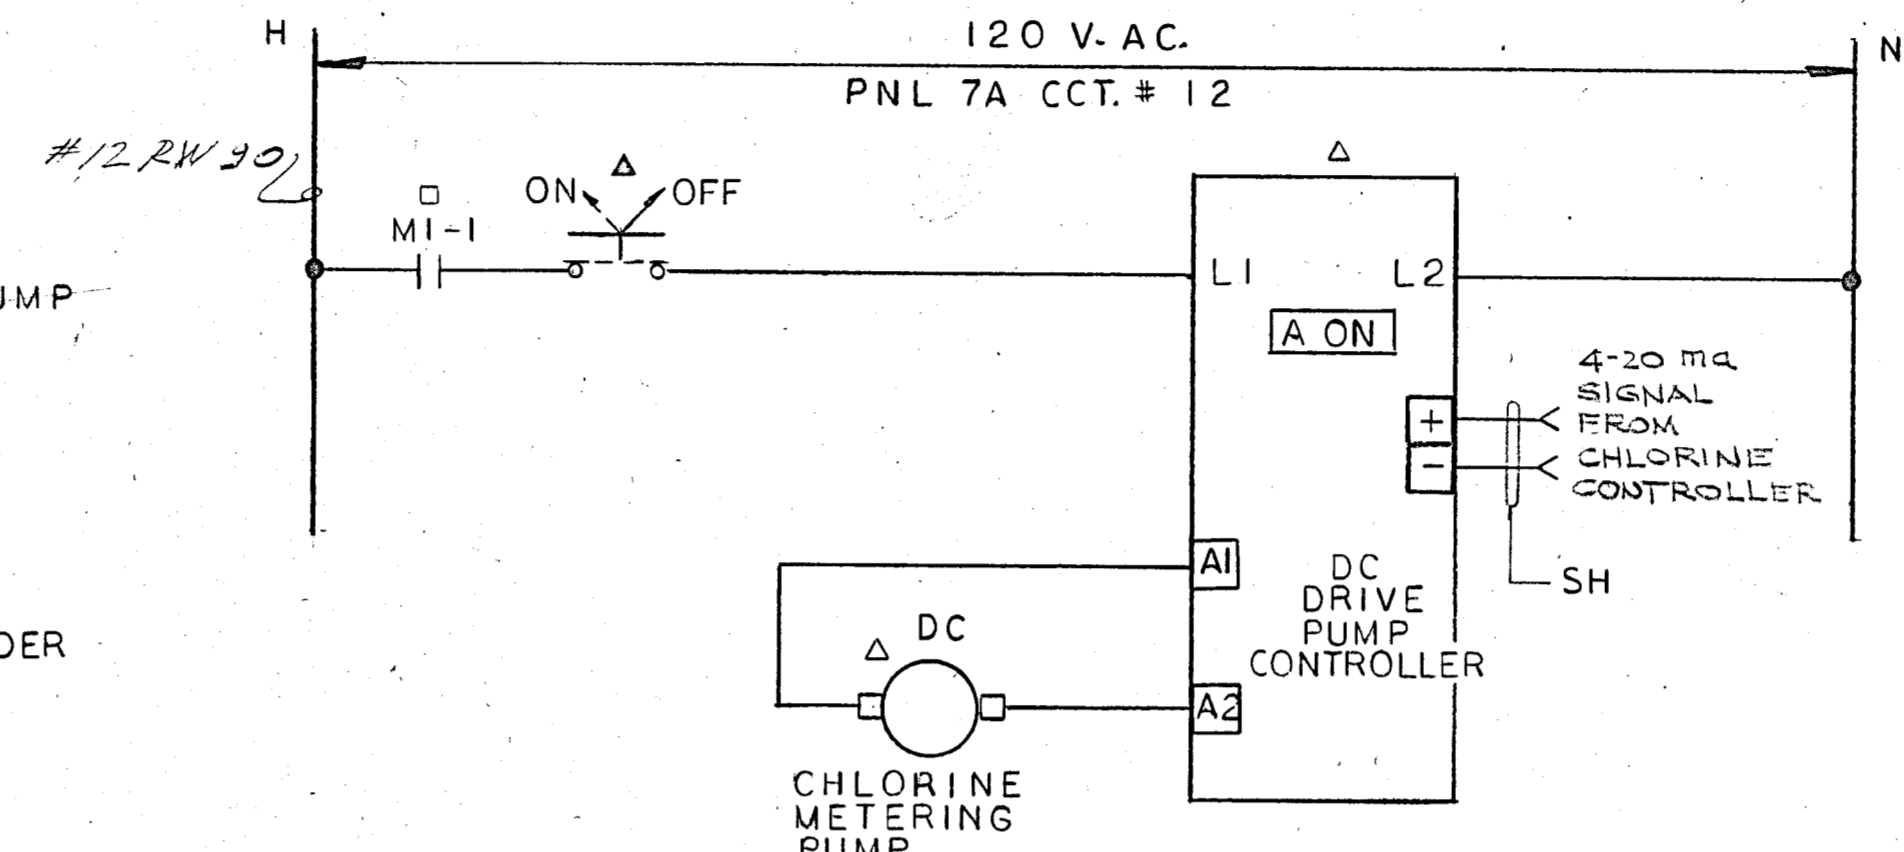 H
120 V- AC.
N
PNL 7A CCT. # 12
#12 RW 90
ON
OFF
M1-1
L1
L2
UMP
A ON
4-20 ma
SIGNAL
FROM
CHLORINE
CONTROLLER
+
-
A1
DC
DRIVE
PUMP
CONTROLLER
SH
DER
DC
A2
CHLORINE
METERING
PUMP